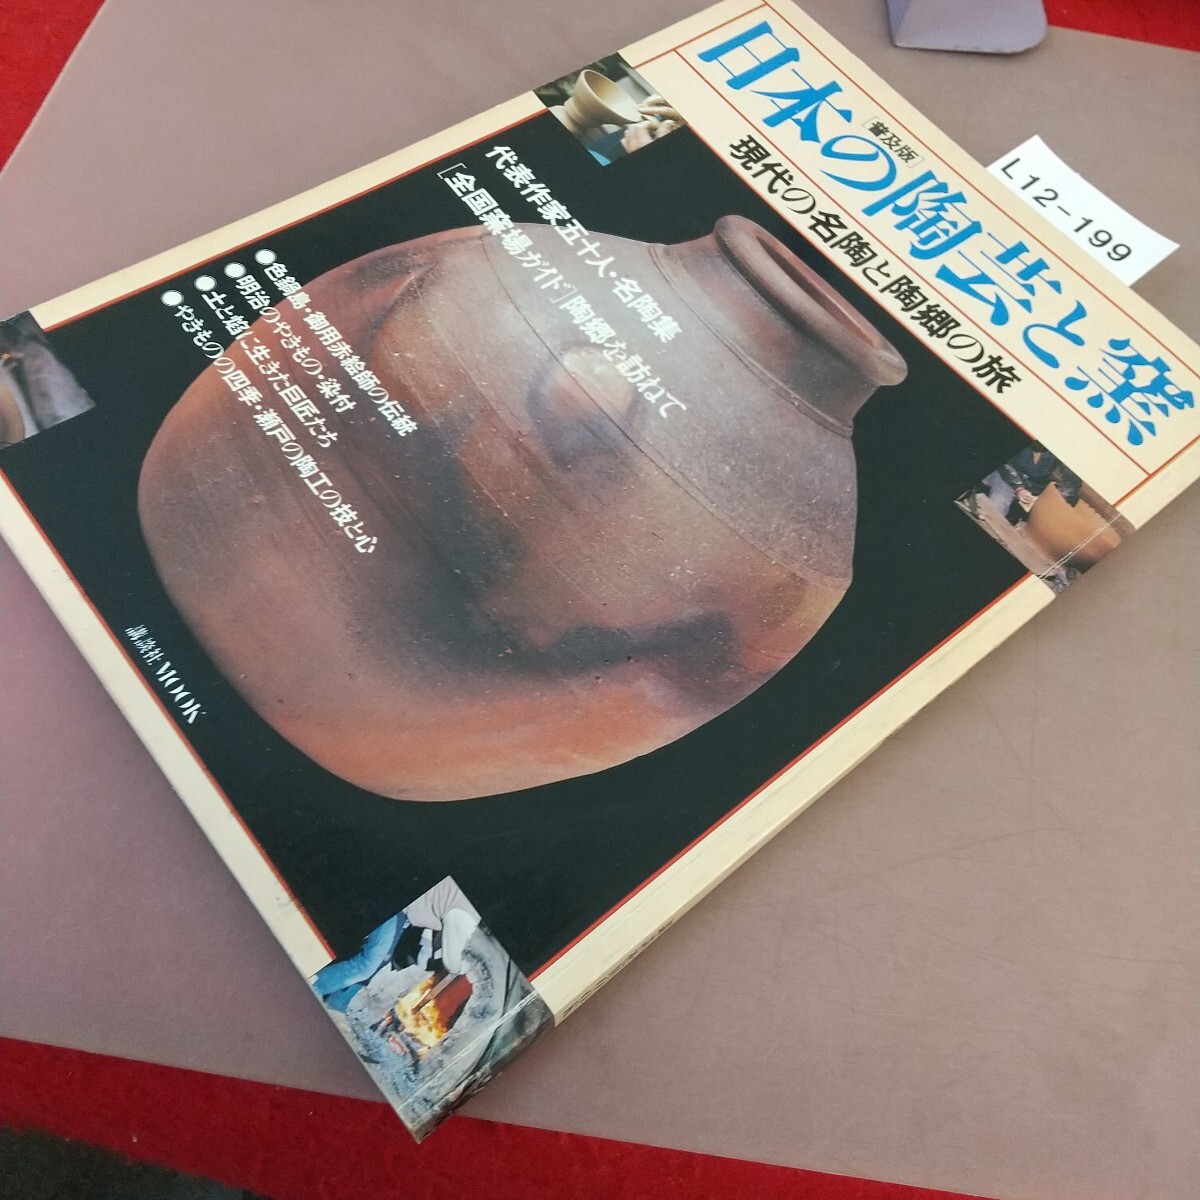 日本の陶芸と窯
[普及版]
現代の名陶と陶郷の旅
代表作家五十人・名陶集
[全国窯場ガイド]陶郷を訪ねて
●色鍋島・御用赤絵師の伝統
●明治のやきもの・染付
●土と焰に生きた巨匠たち
●やきものの四季・瀬戸の陶工の技と心
講談社MOOK
L12-199